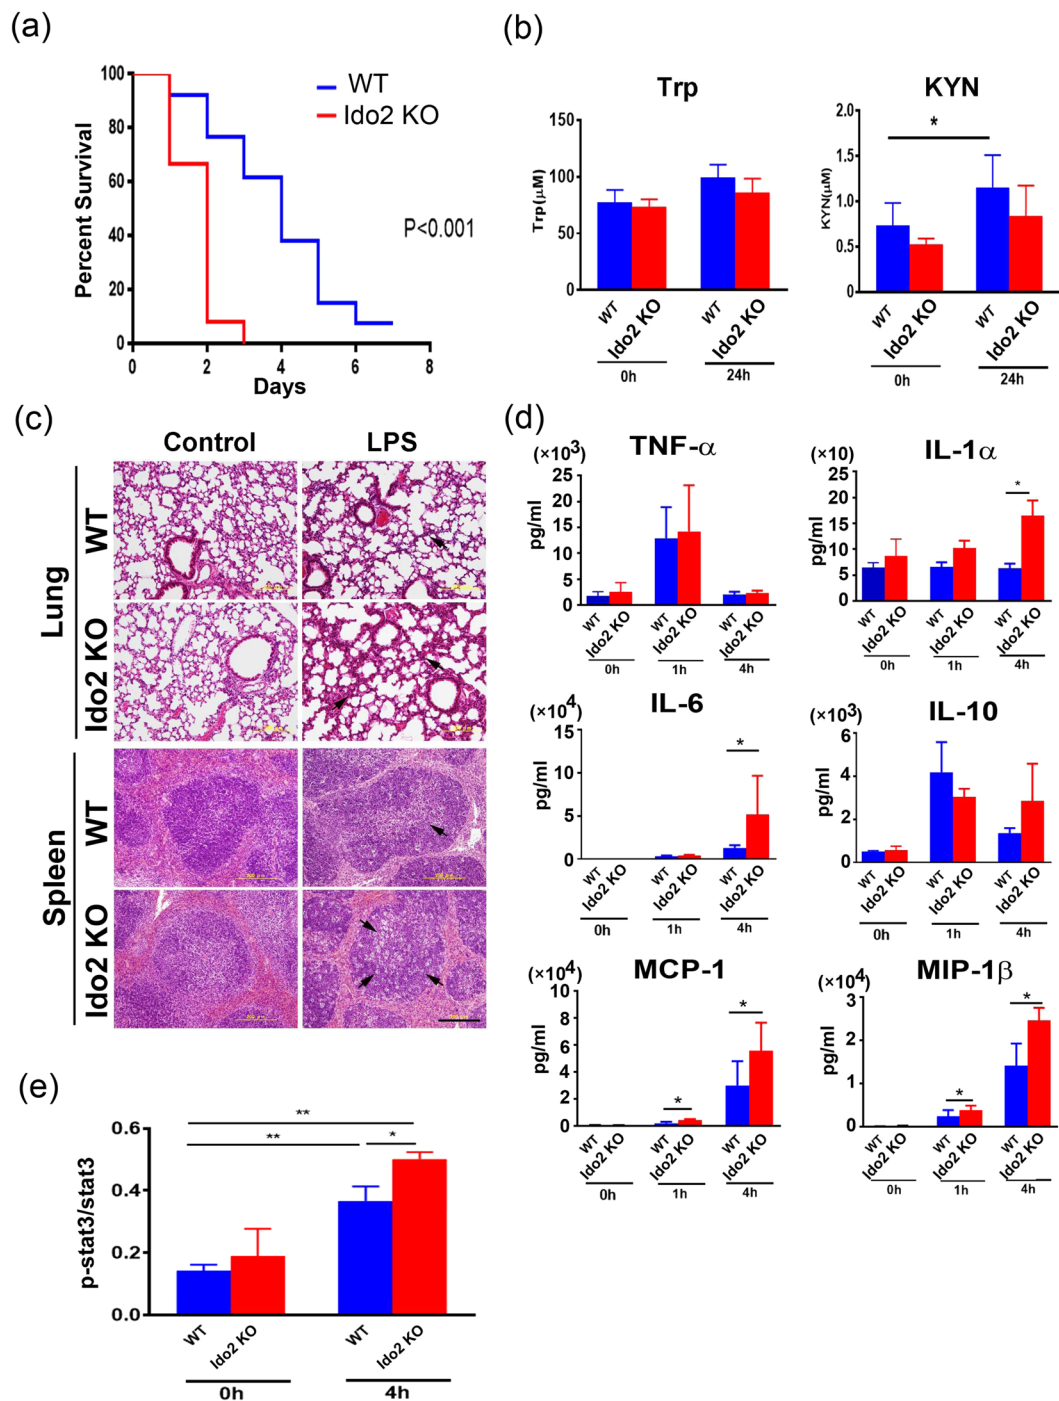 (a)
WT
Ido2 KO
P<0.001
Percent Survival
100
80
60
40
20
0
0 2 4 6 8
Days
(b)
Trp
Trp (μM)
150
100
50
0
WT Ido2 KO WT Ido2 KO
0h 24h
KYN
KYN(μM)
2.0
1.5
1.0
0.5
0
*
WT Ido2 KO WT Ido2 KO
0h 24h
(c)
Control LPS
Lung
WT
Ido2 KO
Spleen
WT
Ido2 KO
(d)
TNF-α
(×10³)
pg/ml
25
20
15
10
5
0
WT Ido2 KO WT Ido2 KO WT Ido2 KO
0h 1h 4h
IL-1α
(×10)
pg/ml
25
20
15
10
5
0
*
WT Ido2 KO WT Ido2 KO WT Ido2 KO
0h 1h 4h
IL-6
(×10⁴)
pg/ml
15
10
5
0
*
WT Ido2 KO WT Ido2 KO WT Ido2 KO
0h 1h 4h
IL-10
(×10³)
pg/ml
6
4
2
0
WT Ido2 KO WT Ido2 KO WT Ido2 KO
0h 1h 4h
MCP-1
(×10⁴)
pg/ml
10
8
6
4
2
0
* *
WT Ido2 KO WT Ido2 KO WT Ido2 KO
0h 1h 4h
MIP-1β
(×10⁴)
pg/ml
30
20
10
0
* *
WT Ido2 KO WT Ido2 KO WT Ido2 KO
0h 1h 4h
(e)
p-stat3/stat3
0.6
0.4
0.2
0.0
**
** *
WT Ido2 KO WT Ido2 KO
0h 4h